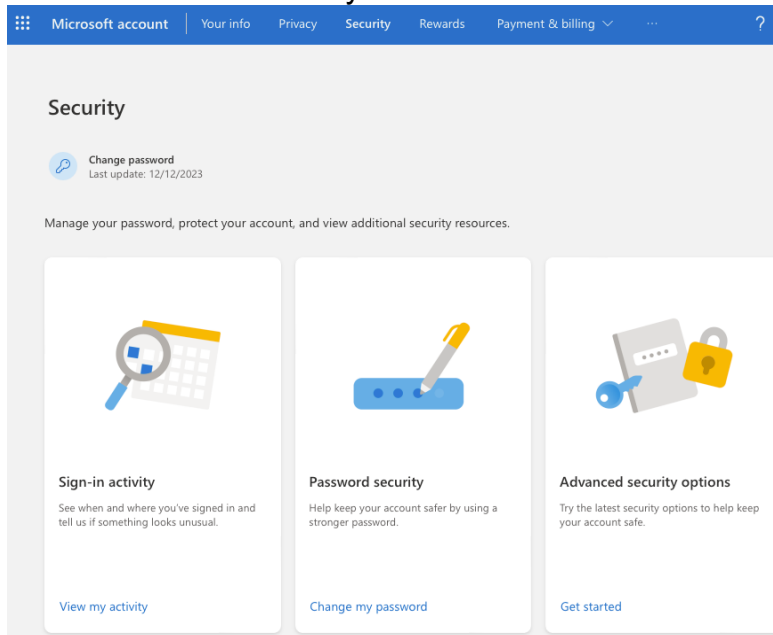 Microsoft account Your info Privacy Security Rewards Payment & billing ··· ?
Security
Change password
Last update: 12/12/2023
Manage your password, protect your account, and view additional security resources.
Sign-in activity
See when and where you've signed in and
tell us if something looks unusual.
View my activity
Password security
Help keep your account safer by using a
stronger password.
Change my password
Advanced security options
Try the latest security options to help keep
your account safe.
Get started